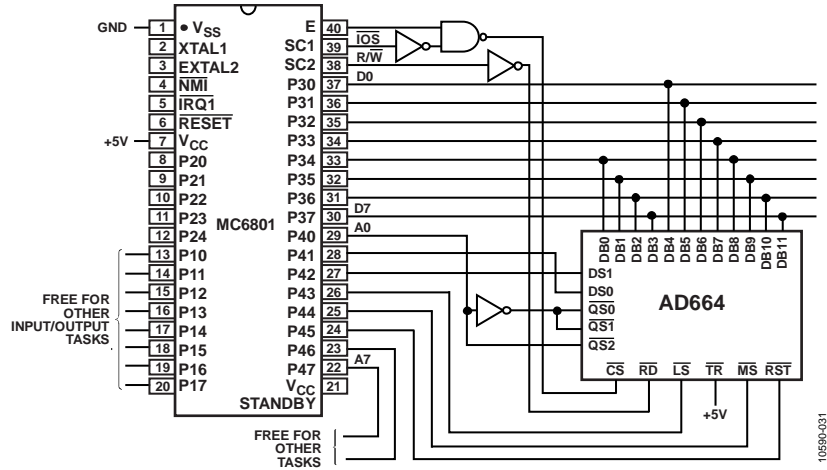 GND
+5V
FREE FOR
OTHER
INPUT/OUTPUT
TASKS
1 VSS
2 XTAL1
3 EXTAL2
4 NMI
5 IRQ1
6 RESET
7 VCC
8 P20
9 P21
10 P22
11 P23
12 P24
13 P10
14 P11
15 P12
16 P13
17 P14
18 P15
19 P16
20 P17
MC6801
E 40
SC1 39
SC2 38
P30 37
P31 36
P32 35
P33 34
P34 33
P35 32
P36 31
P37 30
P40 29
P41 28
P42 27
P43 26
P44 25
P45 24
P46 23
P47 22
VCC 21
STANDBY
IOS
R/W
D0
D7
A0
A7
FREE FOR
OTHER
TASKS
DB0
DB1
DB2
DB3
DB4
DB5
DB6
DB7
DB8
DB9
DB10
DB11
DS1
DS0
QS0
QS1
QS2
AD664
CS RD LS TR MS RST
+5V
10590-031